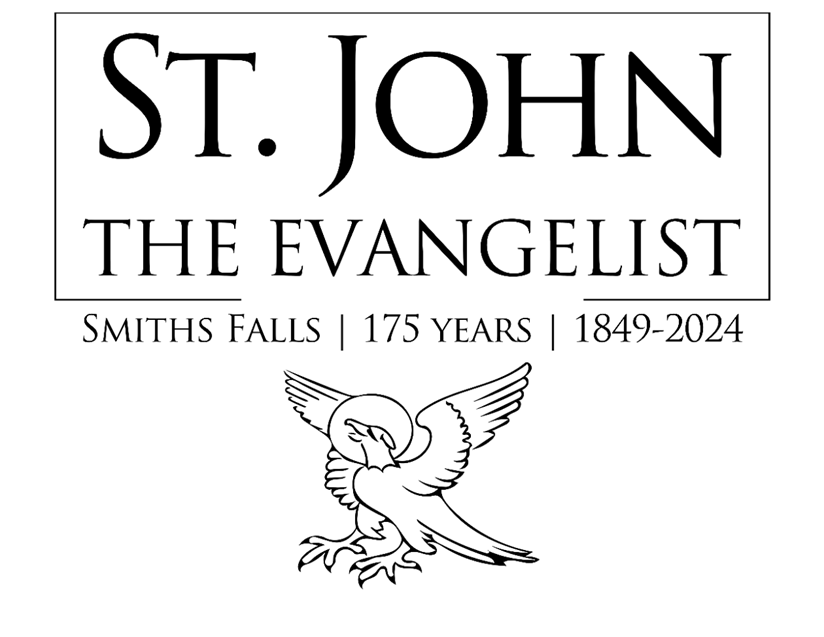 ST. JOHN
THE EVANGELIST
SMITHS FALLS | 175 YEARS | 1849-2024